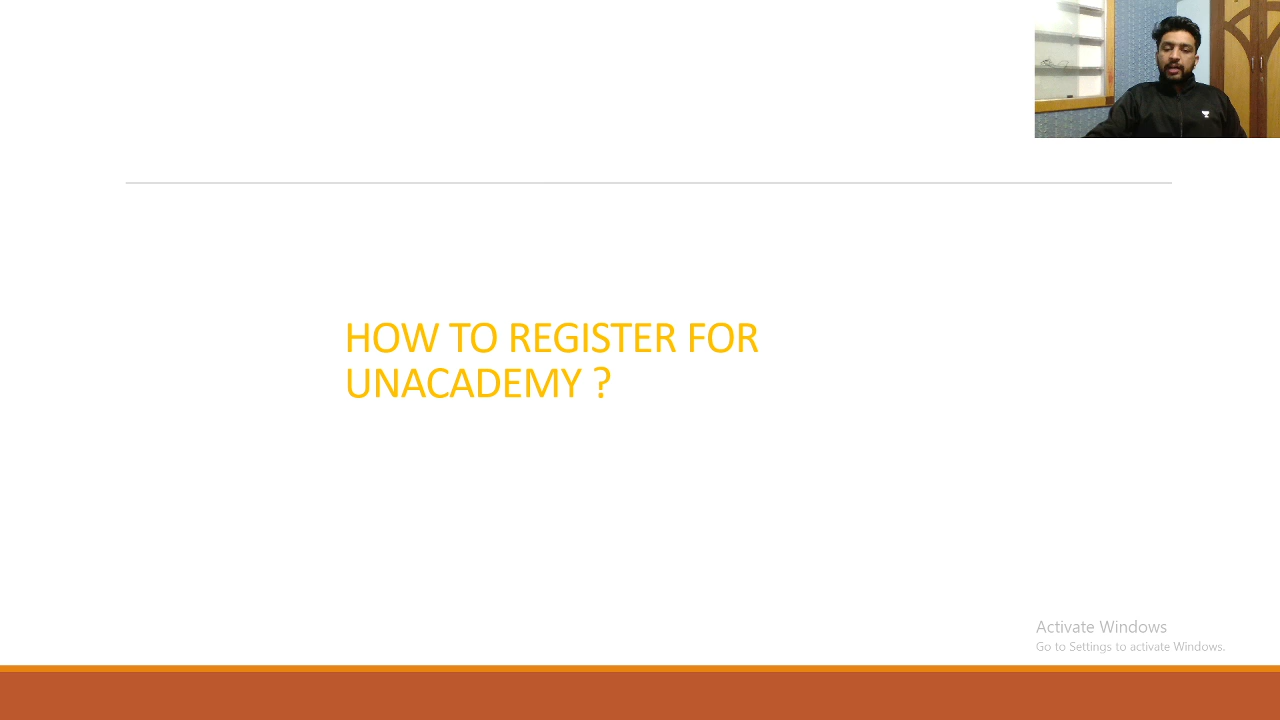 HOW TO REGISTER FOR
UNACADEMY ?
Activate Windows
Go to Settings to activate Windows.